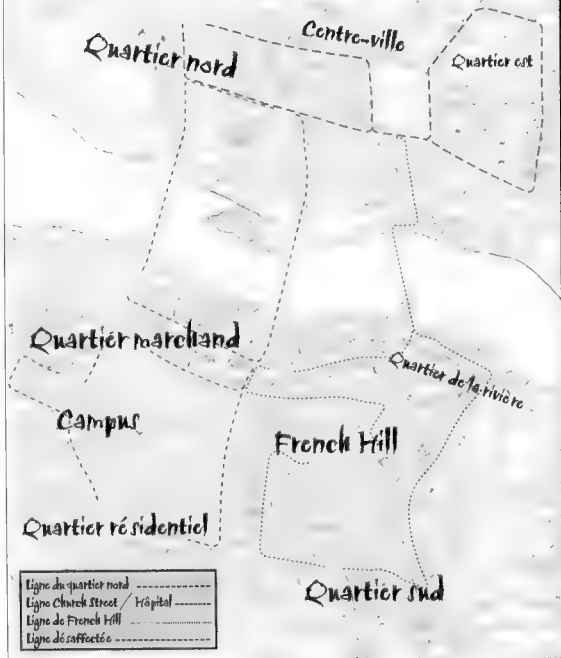 Centre-ville
Quartier nord
Quartier est
Quartier marchand
Quartier de la rivière
Campus
French Hill
Quartier résidentiel
Quartier sud
Ligne du quartier nord
Ligne Church Street / Hôpital
Ligne de French Hill
Ligne désaffectée